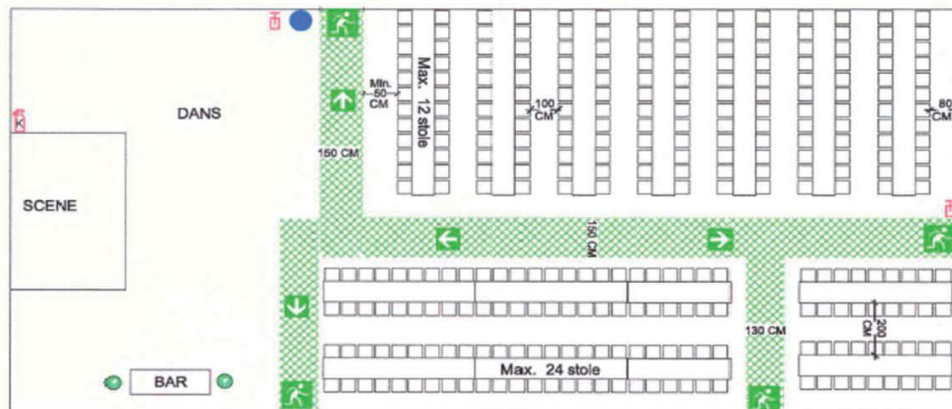 Min.
50
CM
Max. 12 stole
100
CM
80
CM
DANS
K
150 CM
SCENE
150 CM
130 CM
200
CM
Max. 24 stole
BAR